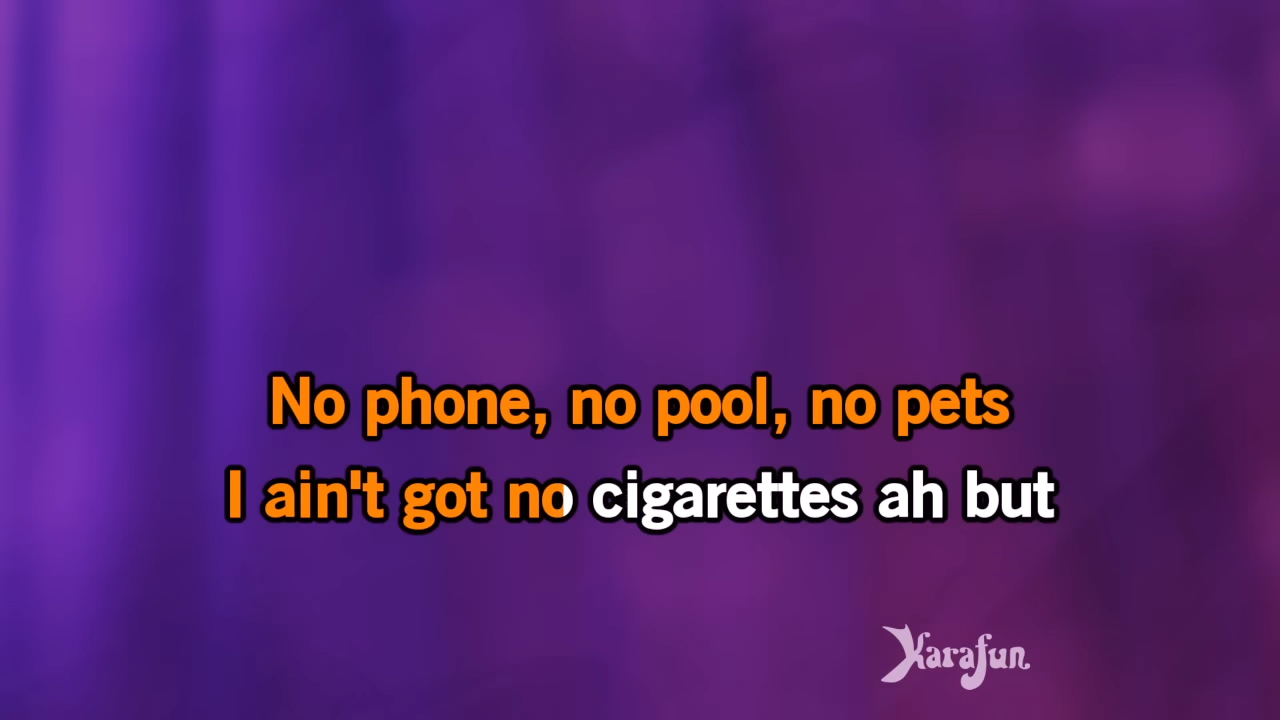 No phone, no pool, no pets
I ain't got no cigarettes ah but
Karafun